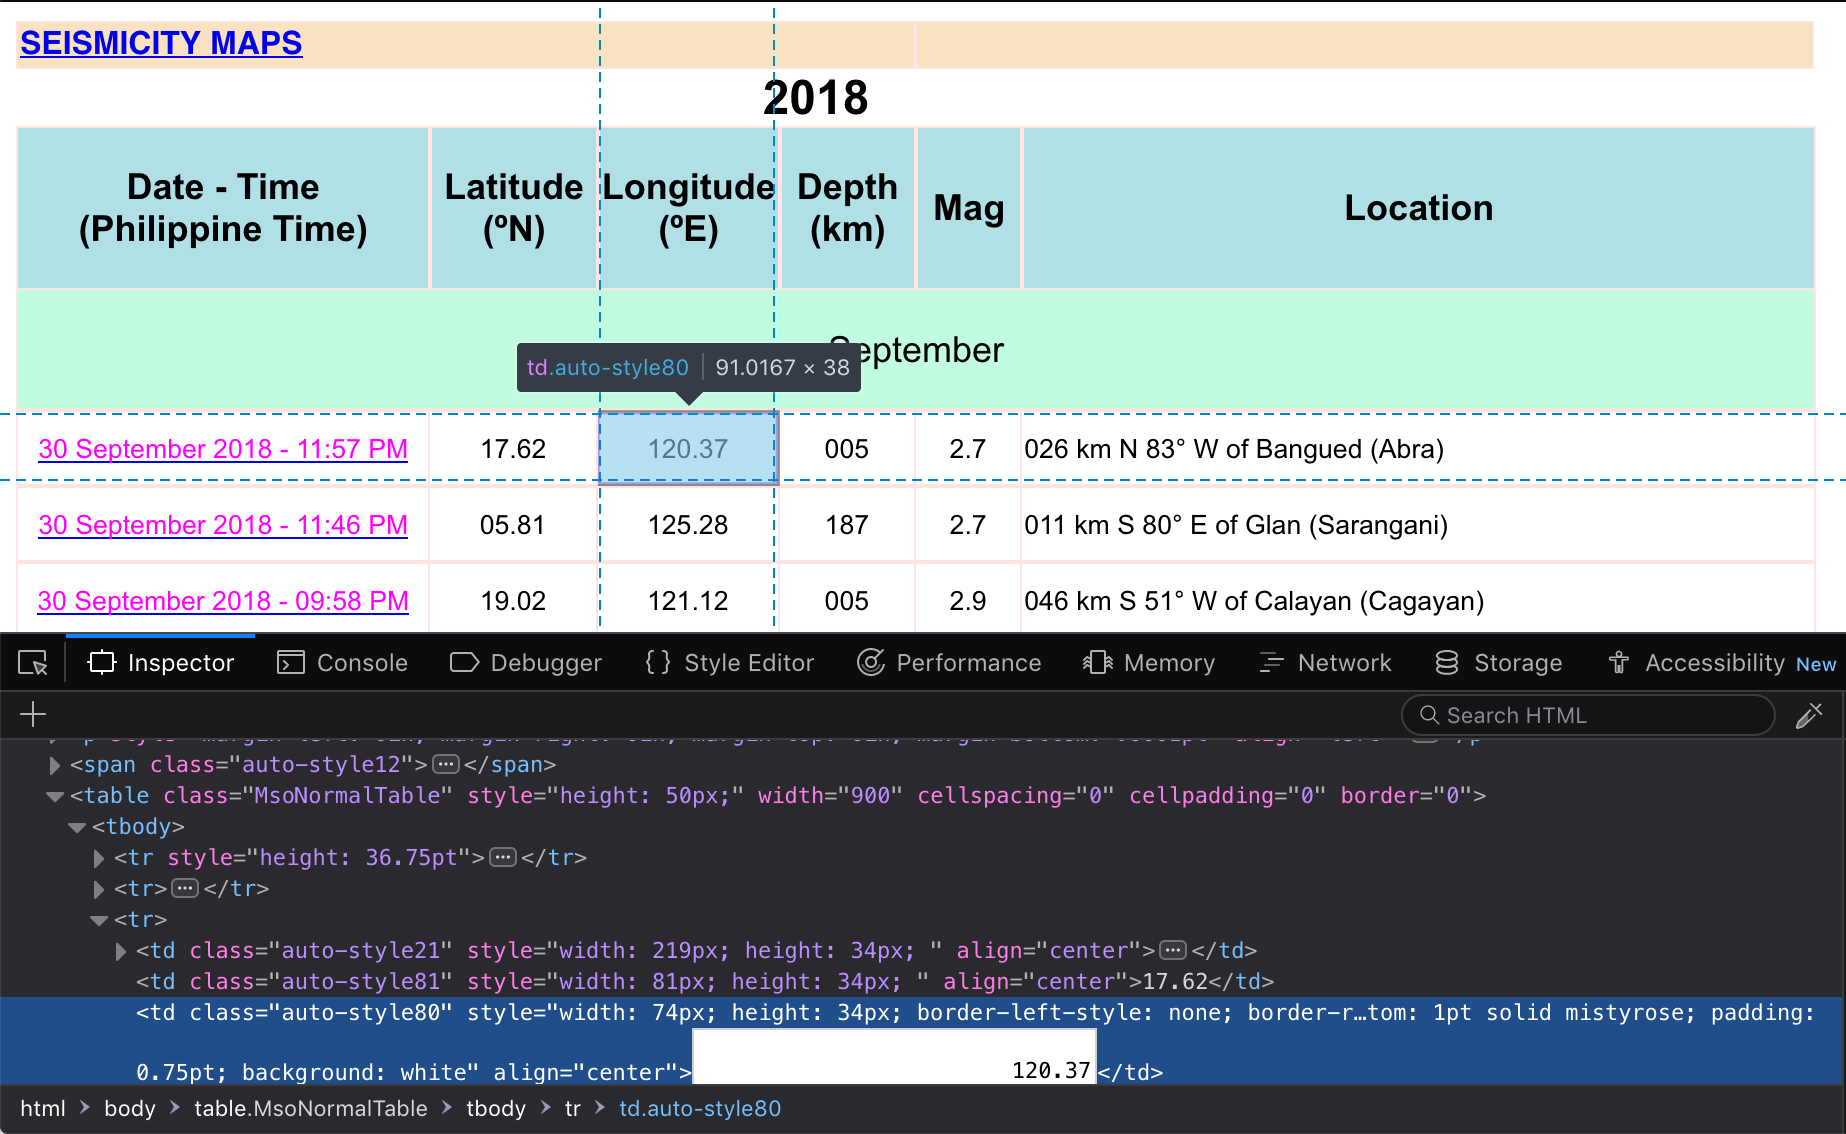 SEISMICITY MAPS
2018
Date - Time (Philippine Time) Latitude (ºN) Longitude (ºE) Depth (km) Mag Location
September
td.auto-style80 91.0167 × 38
30 September 2018 - 11:57 PM 17.62 120.37 005 2.7 026 km N 83° W of Bangued (Abra)
30 September 2018 - 11:46 PM 05.81 125.28 187 2.7 011 km S 80° E of Glan (Sarangani)
30 September 2018 - 09:58 PM 19.02 121.12 005 2.9 046 km S 51° W of Calayan (Cagayan)
Inspector Console Debugger Style Editor Performance Memory Network Storage Accessibility New
Search HTML
<span class="auto-style12"></span>
<table class="MsoNormalTable" style="height: 50px;" width="900" cellspacing="0" cellpadding="0" border="0">
<tbody>
<tr style="height: 36.75pt"></tr>
<tr></tr>
<tr>
<td class="auto-style21" style="width: 219px; height: 34px; " align="center"></td>
<td class="auto-style81" style="width: 81px; height: 34px; " align="center">17.62</td>
<td class="auto-style80" style="width: 74px; height: 34px; border-left-style: none; border-r…tom: 1pt solid mistyrose; padding:
0.75pt; background: white" align="center"> 120.37</td>
html > body > table.MsoNormalTable > tbody > tr > td.auto-style80